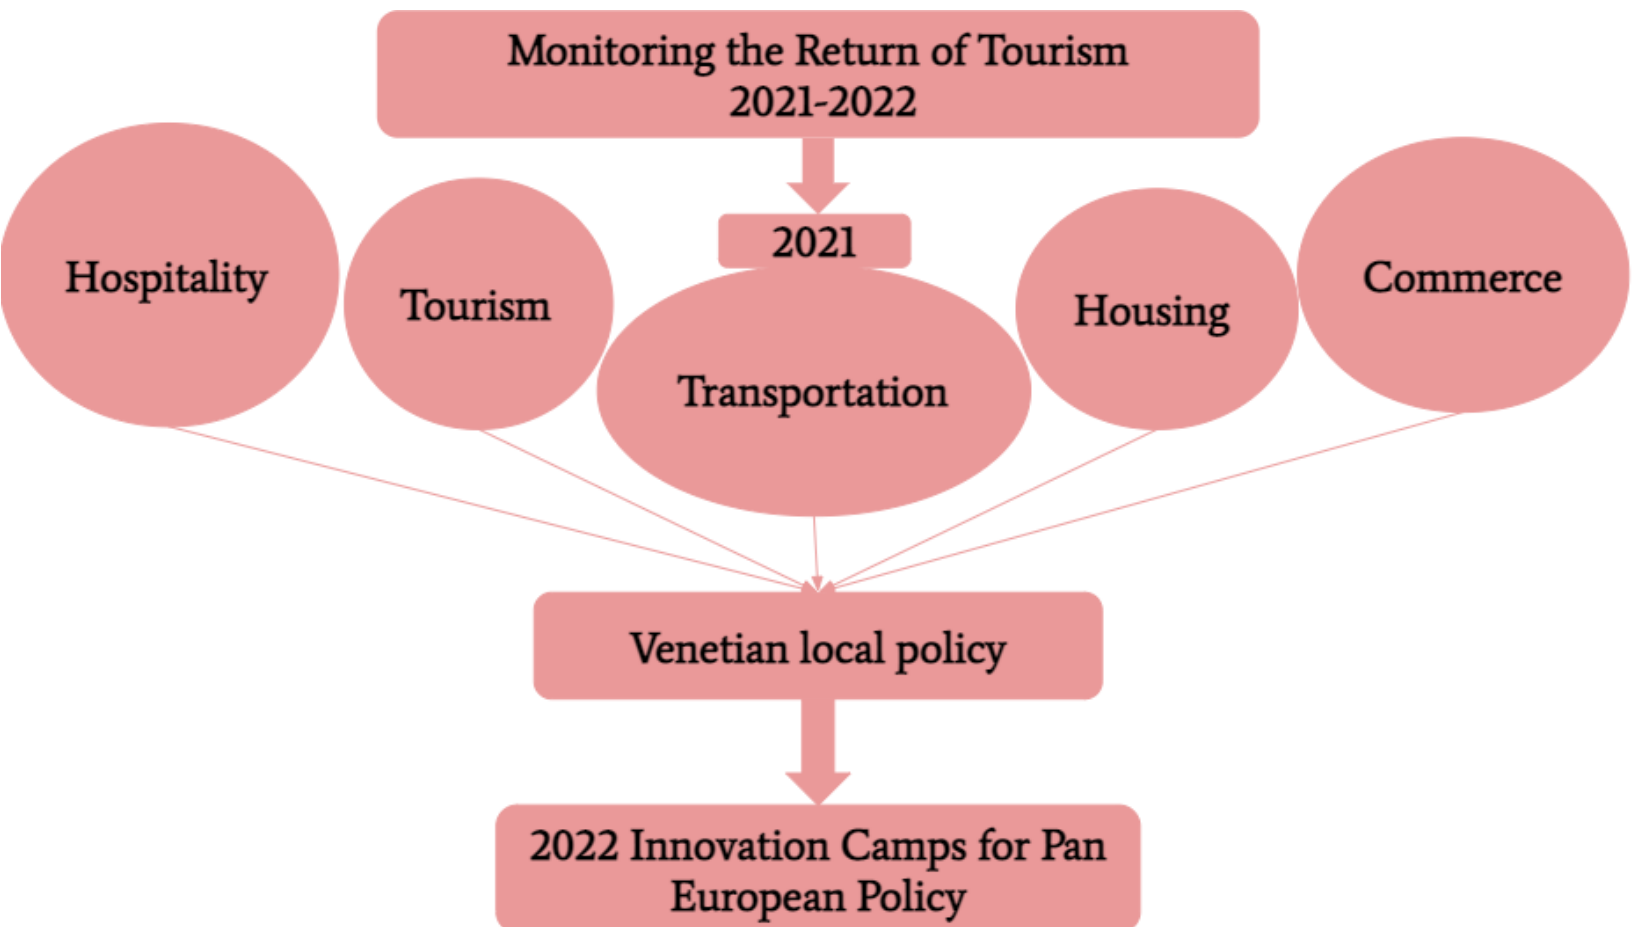 Monitoring the Return of Tourism
2021-2022
2021
Hospitality
Tourism
Transportation
Housing
Commerce
Venetian local policy
2022 Innovation Camps for Pan
European Policy